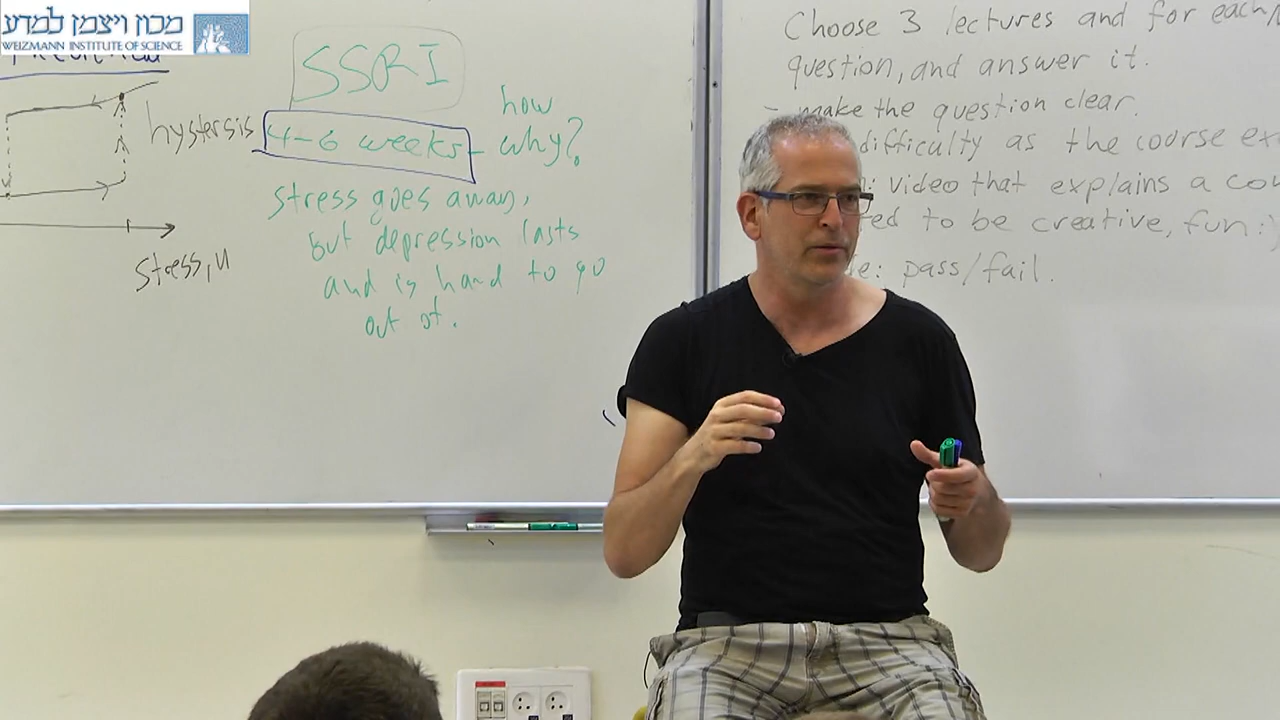 מכון ויצמן למדע
WEIZMANN INSTITUTE OF SCIENCE
hystersis
stress, u
SSRI
4-6 weeks - how why?
stress goes away,
but depression lasts
and is hard to go
out of.
Choose 3 lectures and for each
question, and answer it.
- make the question clear.
difficulty as the course
: video that explains a
to be creative, fun:)
: pass/fail.